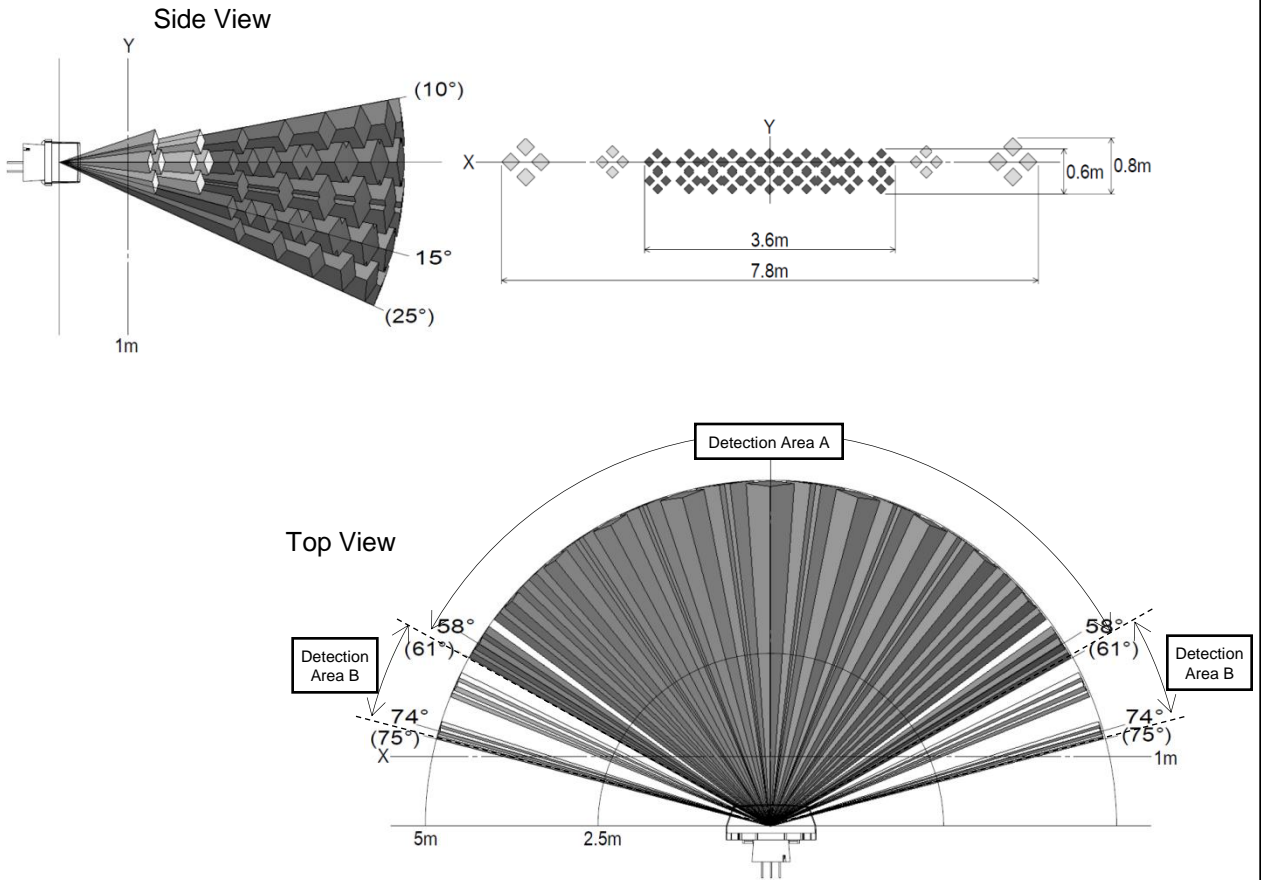 Side View
Y
(10°)
15°
(25°)
1m
Y
X
0.6m
0.8m
3.6m
7.8m
Detection Area A
Top View
58°
(61°)
58°
(61°)
Detection
Area B
Detection
Area B
74°
(75°)
74°
(75°)
X
1m
5m
2.5m